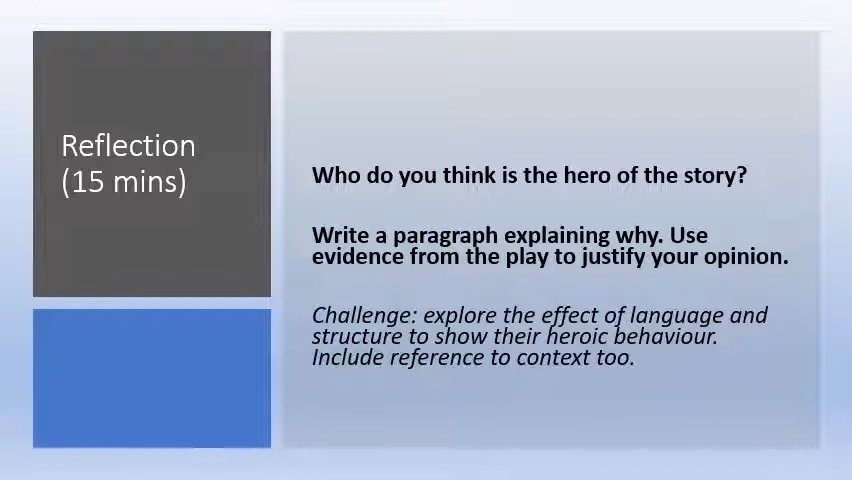 Reflection
(15 mins)
Who do you think is the hero of the story?
Write a paragraph explaining why. Use
evidence from the play to justify your opinion.
Challenge: explore the effect of language and
structure to show their heroic behaviour.
Include reference to context too.